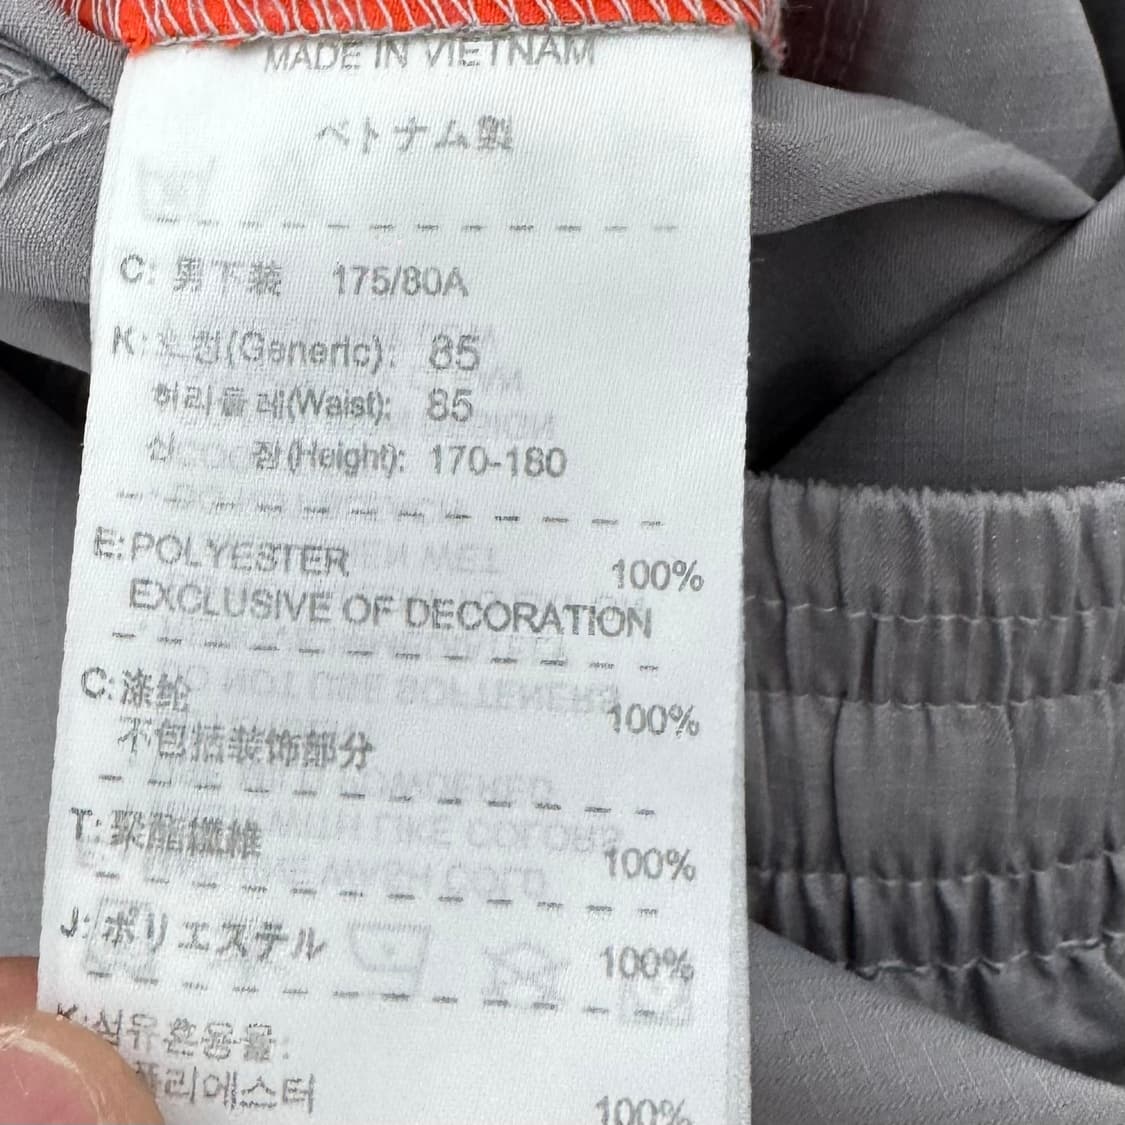 MADE IN VIETNAM
ベトナム製
C: 男下装 175/80A
K: 호칭(Generic): 85
허리둘레(Waist): 85
신 장(Height): 170-180
E: POLYESTER 100%
EXCLUSIVE OF DECORATION
C: 涤纶 100%
不包括装饰部分
T: 聚酯纖維 100%
J: ポリエステル 100%
K: 섬유혼용율:
폴리에스터 100%